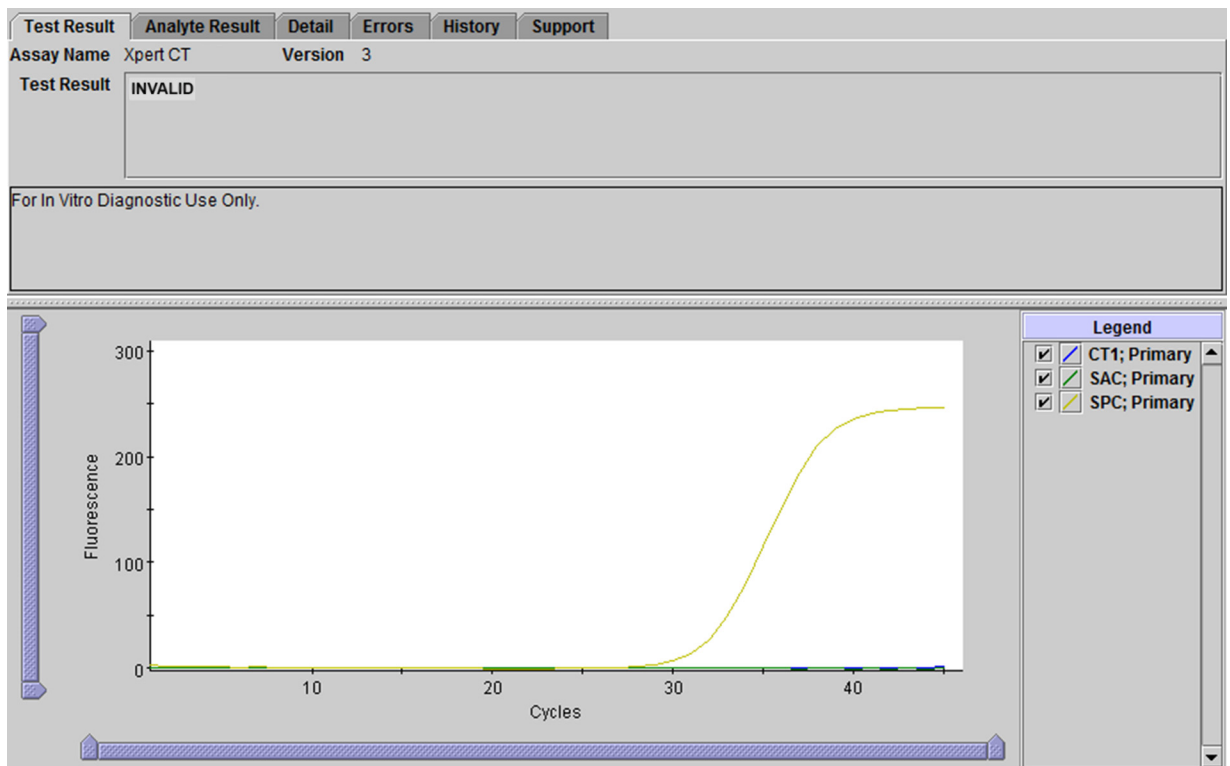 Test Result Analyte Result Detail Errors History Support
Assay Name Xpert CT Version 3
Test Result INVALID
For In Vitro Diagnostic Use Only.
Legend
CT1; Primary
SAC; Primary
SPC; Primary
300
200
100
0
Fluorescence
10 20 30 40
Cycles